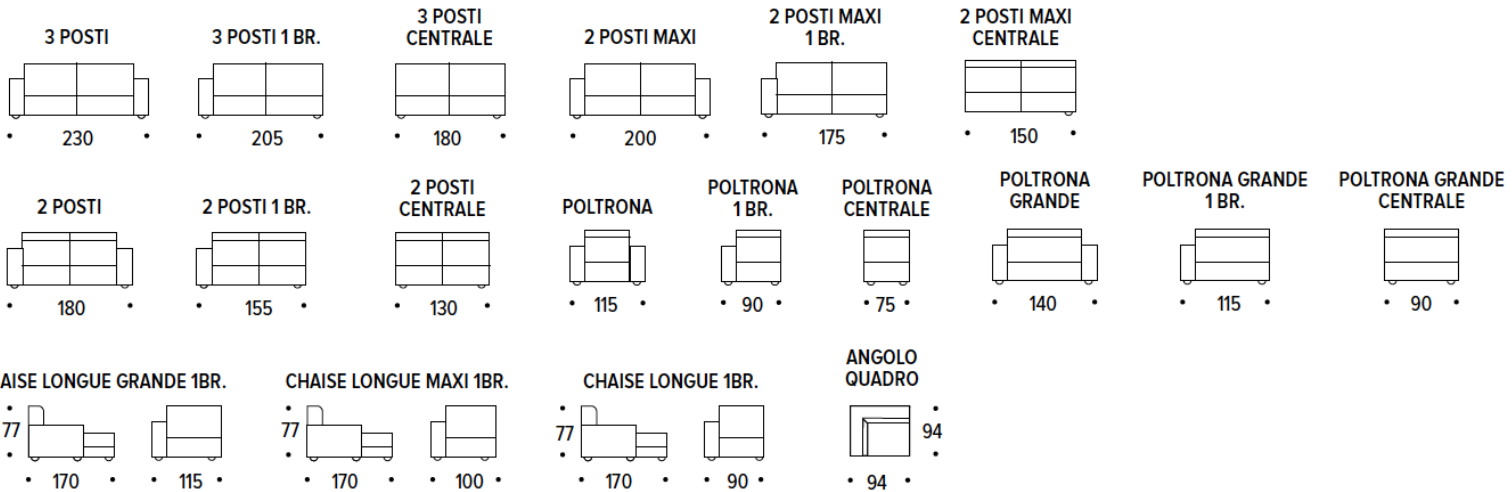 3 POSTI
3 POSTI 1 BR.
3 POSTI
CENTRALE
2 POSTI MAXI
2 POSTI MAXI
1 BR.
2 POSTI MAXI
CENTRALE
230
205
180
200
175
150
2 POSTI
2 POSTI 1 BR.
2 POSTI
CENTRALE
POLTRONA
POLTRONA
1 BR.
POLTRONA
CENTRALE
POLTRONA
GRANDE
POLTRONA GRANDE
1 BR.
POLTRONA GRANDE
CENTRALE
180
155
130
115
90
75
140
115
90
AISE LONGUE GRANDE 1BR.
CHAISE LONGUE MAXI 1BR.
CHAISE LONGUE 1BR.
ANGOLO
QUADRO
77
77
77
94
170
115
170
100
170
90
94